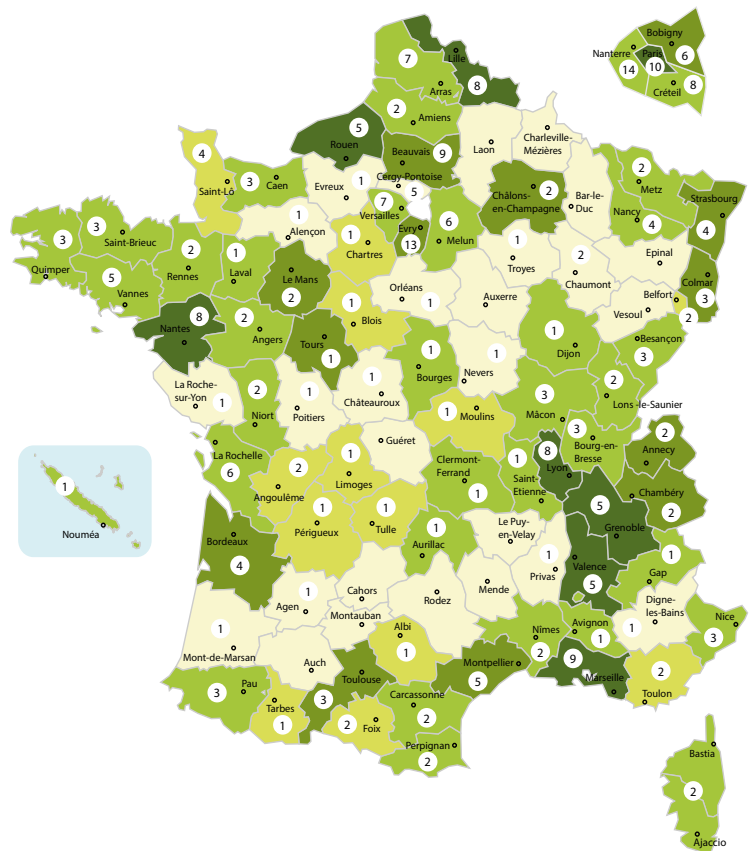 Bobigny
Nanterre
Paris
6
10
14
Créteil
8
Lille
7
8
Arras
2
Amiens
5
Rouen
Beauvais
9
Laon
Charleville-
Mézières
4
Saint-Lô
3
Caen
Evreux
1
Cergy-Pontoise
5
7
Versailles
Evry
13
6
Melun
Châlons-
en-Champagne
2
Bar-le-
Duc
2
Metz
Nancy
4
Strasbourg
4
1
Alençon
1
Chartres
1
Troyes
2
Chaumont
Epinal
Colmar
3
3
Quimper
3
Saint-Brieuc
5
Vannes
2
Rennes
1
Laval
Le Mans
2
Orléans
1
Auxerre
Vesoul
Belfort
2
Nantes
8
2
Angers
Tours
1
1
Blois
1
Bourges
1
Nevers
1
Dijon
Besançon
3
La Roche-
sur-Yon
1
2
Niort
1
Poitiers
1
Châteauroux
1
Moulins
3
Mâcon
2
Lons -le-Saunier
La Rochelle
6
2
Angoulême
1
Limoges
Guéret
Clermont-
Ferrand
1
1
Saint-
Etienne
8
Lyon
3
Bourg-en-
Bresse
2
Annecy
Chambéry
2
1
Nouméa
Bordeaux
4
1
Périgueux
1
Tulle
1
Aurillac
Le Puy-
en-Velay
1
Privas
5
Grenoble
Valence
5
1
Gap
1
Mont-de-Marsan
1
Agen
Cahors
Montauban
Rodez
Mende
Digne-
les-Bains
1
Nice
3
Albi
1
Nîmes
2
Avignon
1
9
Marseille
2
Toulon
Auch
Toulouse
3
Montpellier
5
3
Pau
Tarbes
1
2
Foix
Carcassonne
2
Perpignan
2
Bastia
2
Ajaccio